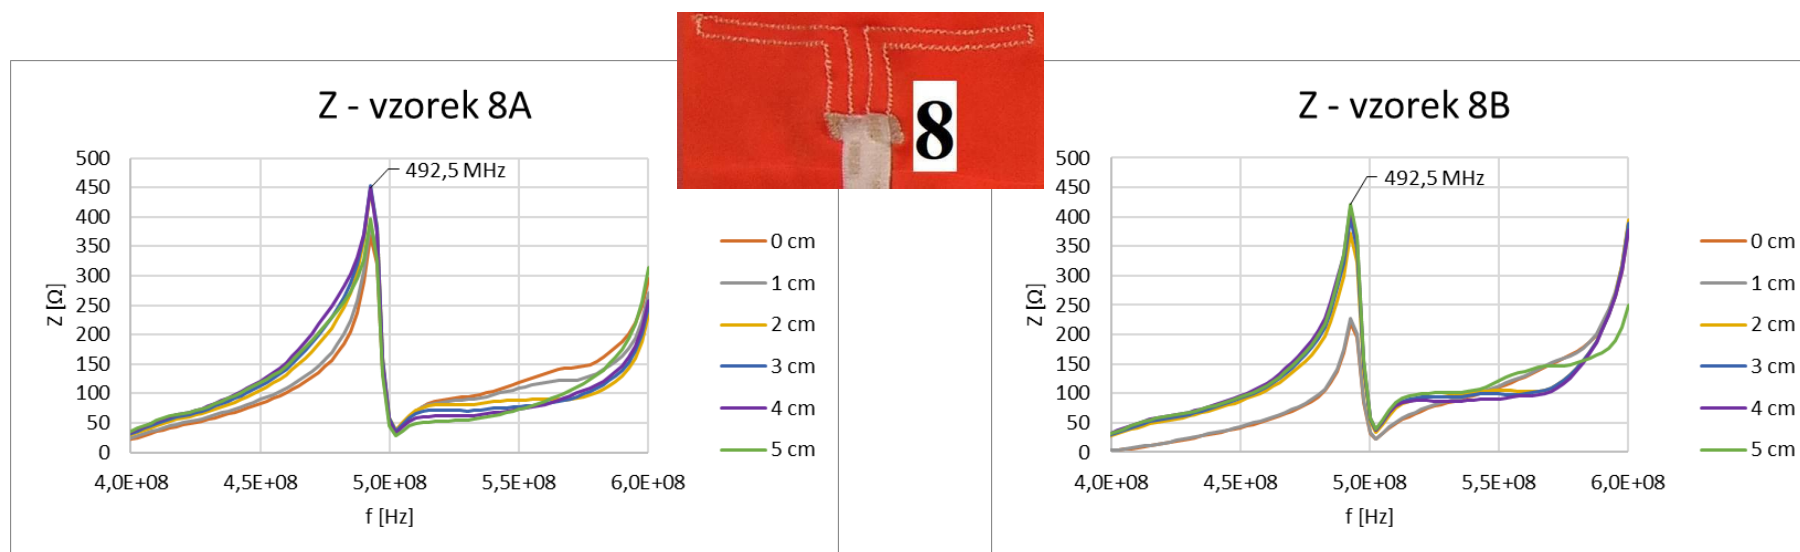 Z - vzorek 8A
492,5 MHz
500
450
400
350
300
250
200
150
100
50
0
Z [Ω]
4,0E+08 4,5E+08 5,0E+08 5,5E+08 6,0E+08
f [Hz]
0 cm
1 cm
2 cm
3 cm
4 cm
5 cm
8
Z - vzorek 8B
492,5 MHz
500
450
400
350
300
250
200
150
100
50
0
Z [Ω]
4,0E+08 4,5E+08 5,0E+08 5,5E+08 6,0E+08
f [Hz]
0 cm
1 cm
2 cm
3 cm
4 cm
5 cm